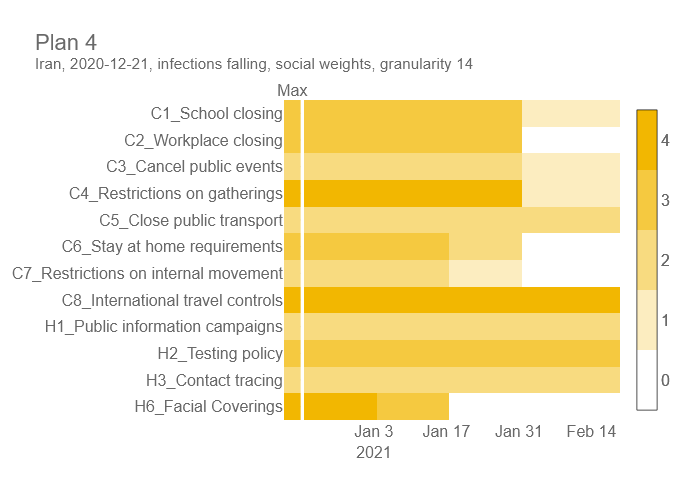 Plan 4
Iran, 2020-12-21, infections falling, social weights, granularity 14
Max
C1_School closing
C2_Workplace closing
C3_Cancel public events
C4_Restrictions on gatherings
C5_Close public transport
C6_Stay at home requirements
C7_Restrictions on internal movement
C8_International travel controls
H1_Public information campaigns
H2_Testing policy
H3_Contact tracing
H6_Facial Coverings
Jan 3 Jan 17 Jan 31 Feb 14
2021
4
3
2
1
0